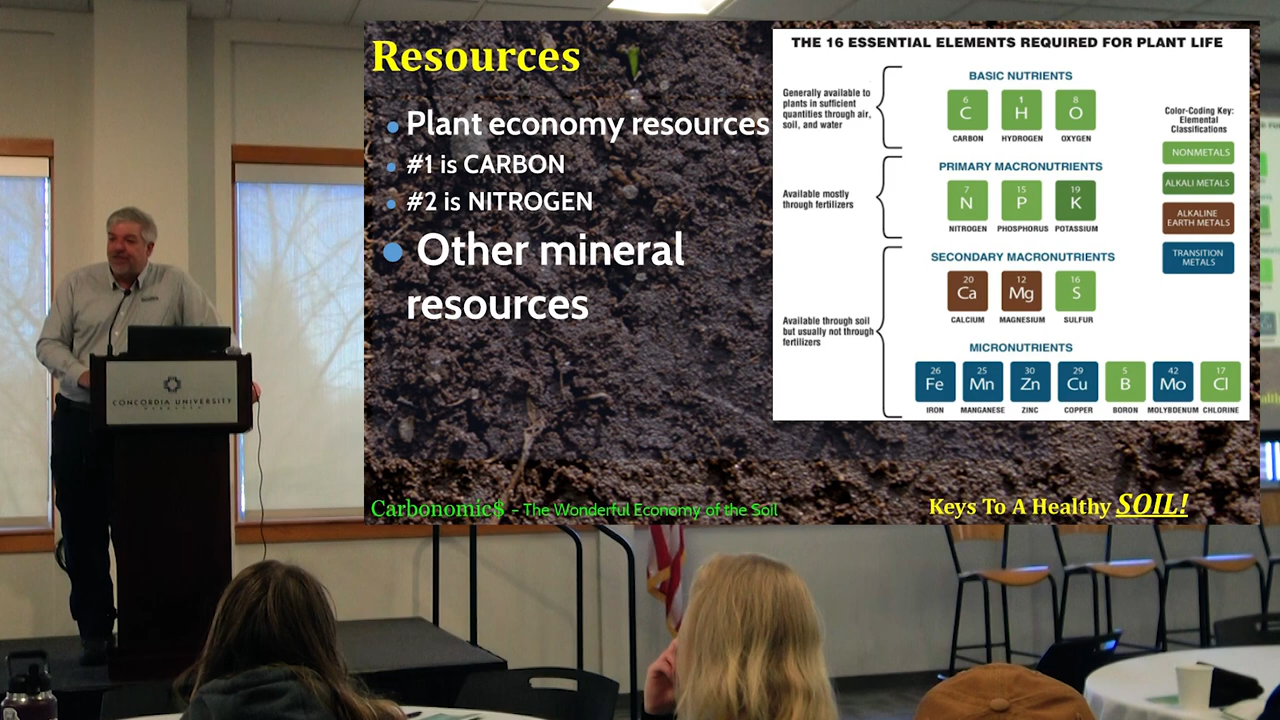 Resources
Plant economy resources
#1 is CARBON
#2 is NITROGEN
Other mineral
resources
THE 16 ESSENTIAL ELEMENTS REQUIRED FOR PLANT LIFE
BASIC NUTRIENTS
Generally available to
plants in sufficient
quantities through air,
soil, and water
6 1 8
C H O
CARBON HYDROGEN OXYGEN
Color-Coding Key:
Elemental
Classifications
NONMETALS
ALKALI METALS
ALKALINE
EARTH METALS
TRANSITION
METALS
PRIMARY MACRONUTRIENTS
Available mostly
through fertilizers
7 15 19
N P K
NITROGEN PHOSPHORUS POTASSIUM
SECONDARY MACRONUTRIENTS
20 12 16
Ca Mg S
CALCIUM MAGNESIUM SULFUR
Available through soil
but usually not through
fertilizers
MICRONUTRIENTS
26 25 30 29 5 42 17
Fe Mn Zn Cu B Mo Cl
IRON MANGANESE ZINC COPPER BORON MOLYBDENUM CHLORINE
Carbonomic$ - The Wonderful Economy of the Soil
Keys To A Healthy SOIL!
CONCORDIA UNIVERSITY
NEBRASKA